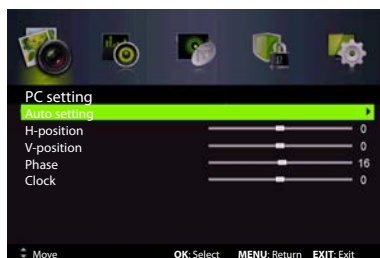 PC setting
Auto setting
H-position 0
V-position 0
Phase 16
Clock 0
Move OK: Select MENU: Return EXIT: Exit